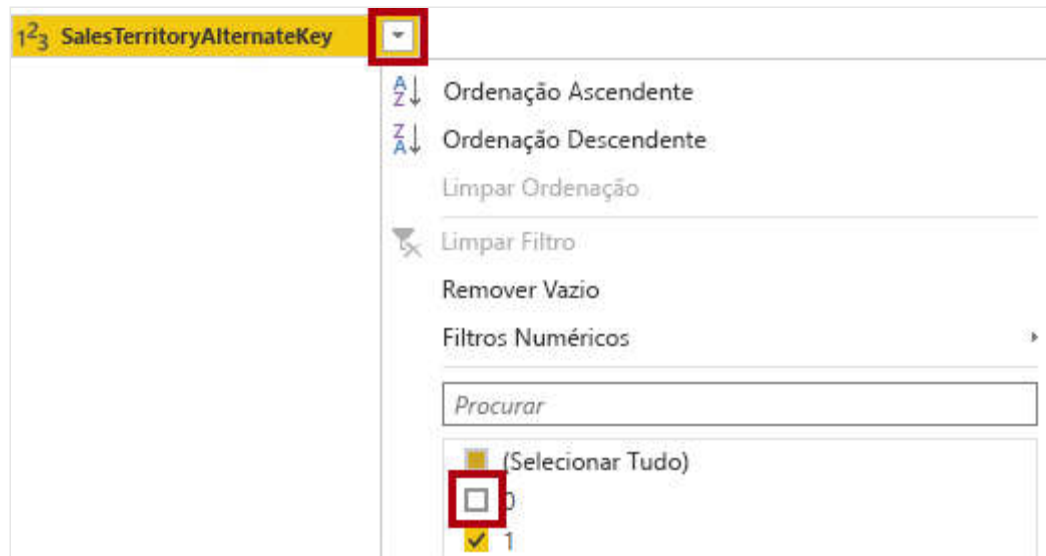 123 SalesTerritoryAlternateKey
Ordenação Ascendente
Ordenação Descendente
Limpar Ordenação
Limpar Filtro
Remover Vazio
Filtros Numéricos
Procurar
(Selecionar Tudo)
0
1